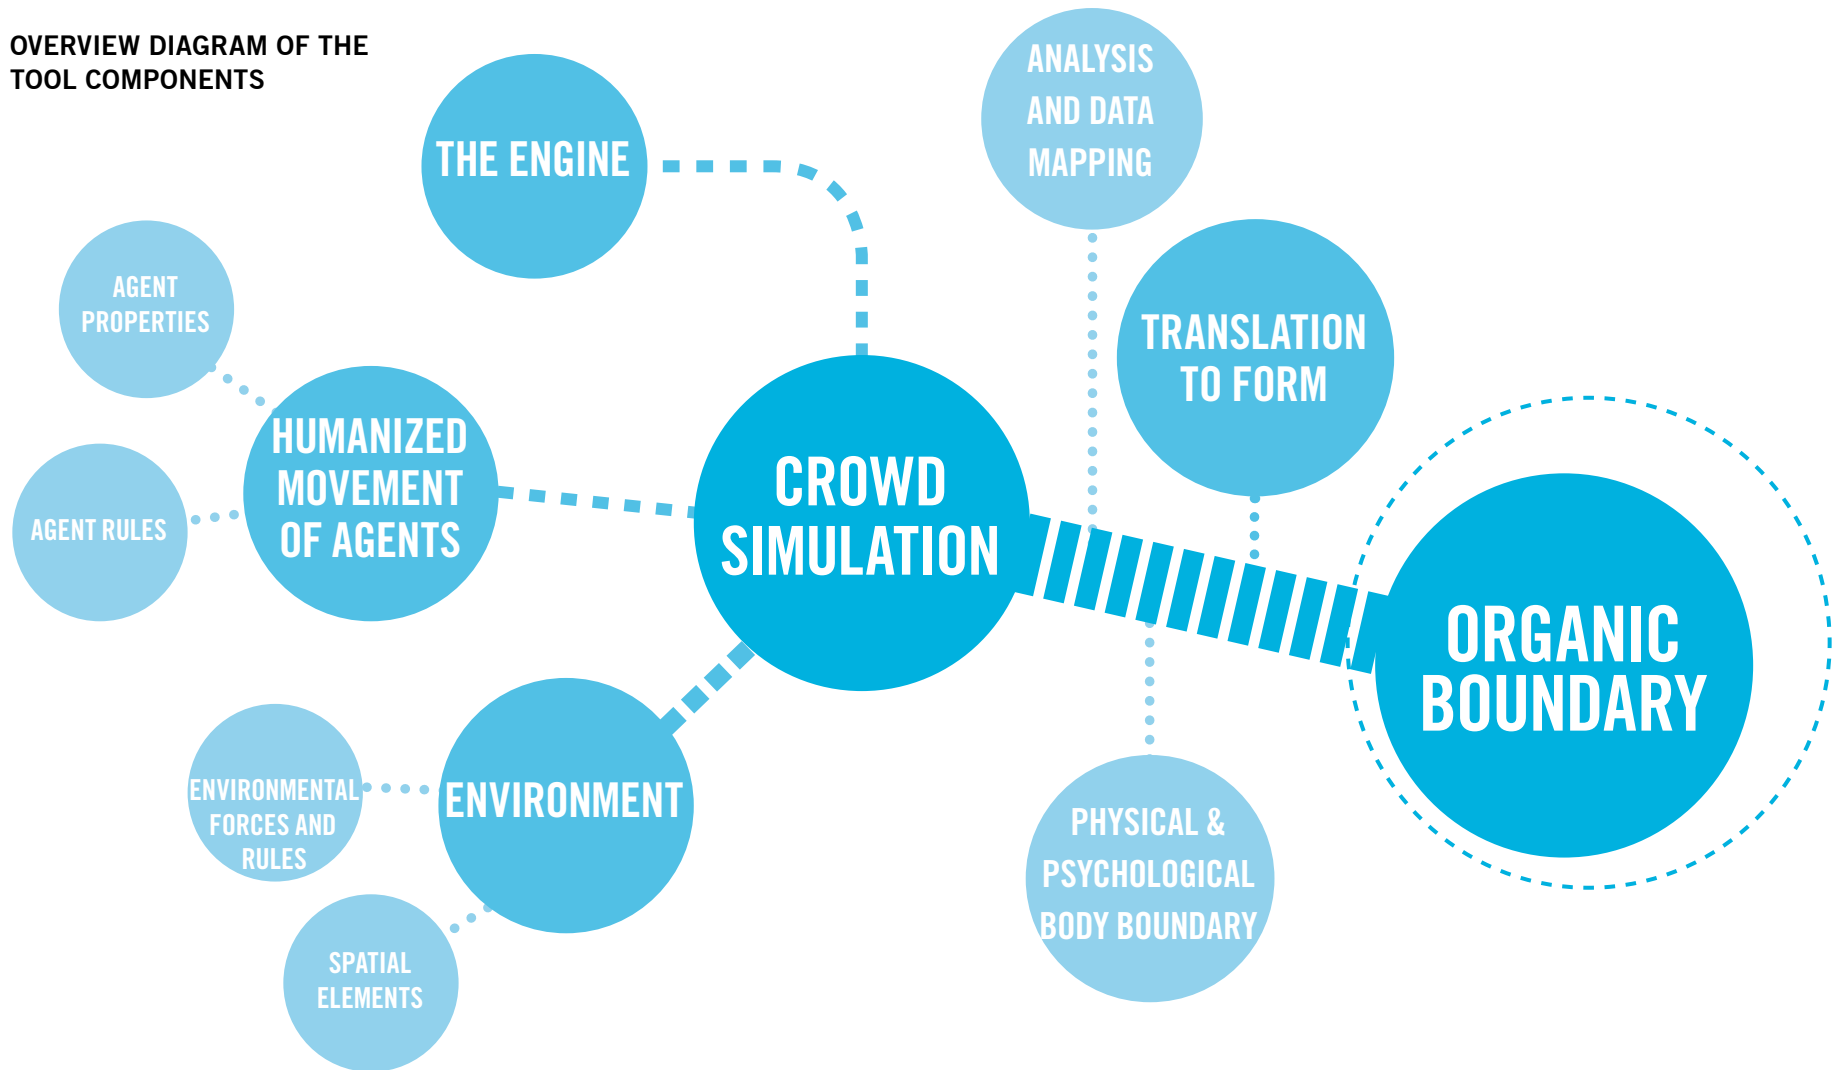 OVERVIEW DIAGRAM OF THE
TOOL COMPONENTS
THE ENGINE
ANALYSIS
AND DATA
MAPPING
AGENT
PROPERTIES
TRANSLATION
TO FORM
HUMANIZED
MOVEMENT
OF AGENTS
AGENT RULES
CROWD
SIMULATION
ORGANIC
BOUNDARY
ENVIRONMENTAL
FORCES AND
RULES
ENVIRONMENT
PHYSICAL &
PSYCHOLOGICAL
BODY BOUNDARY
SPATIAL
ELEMENTS